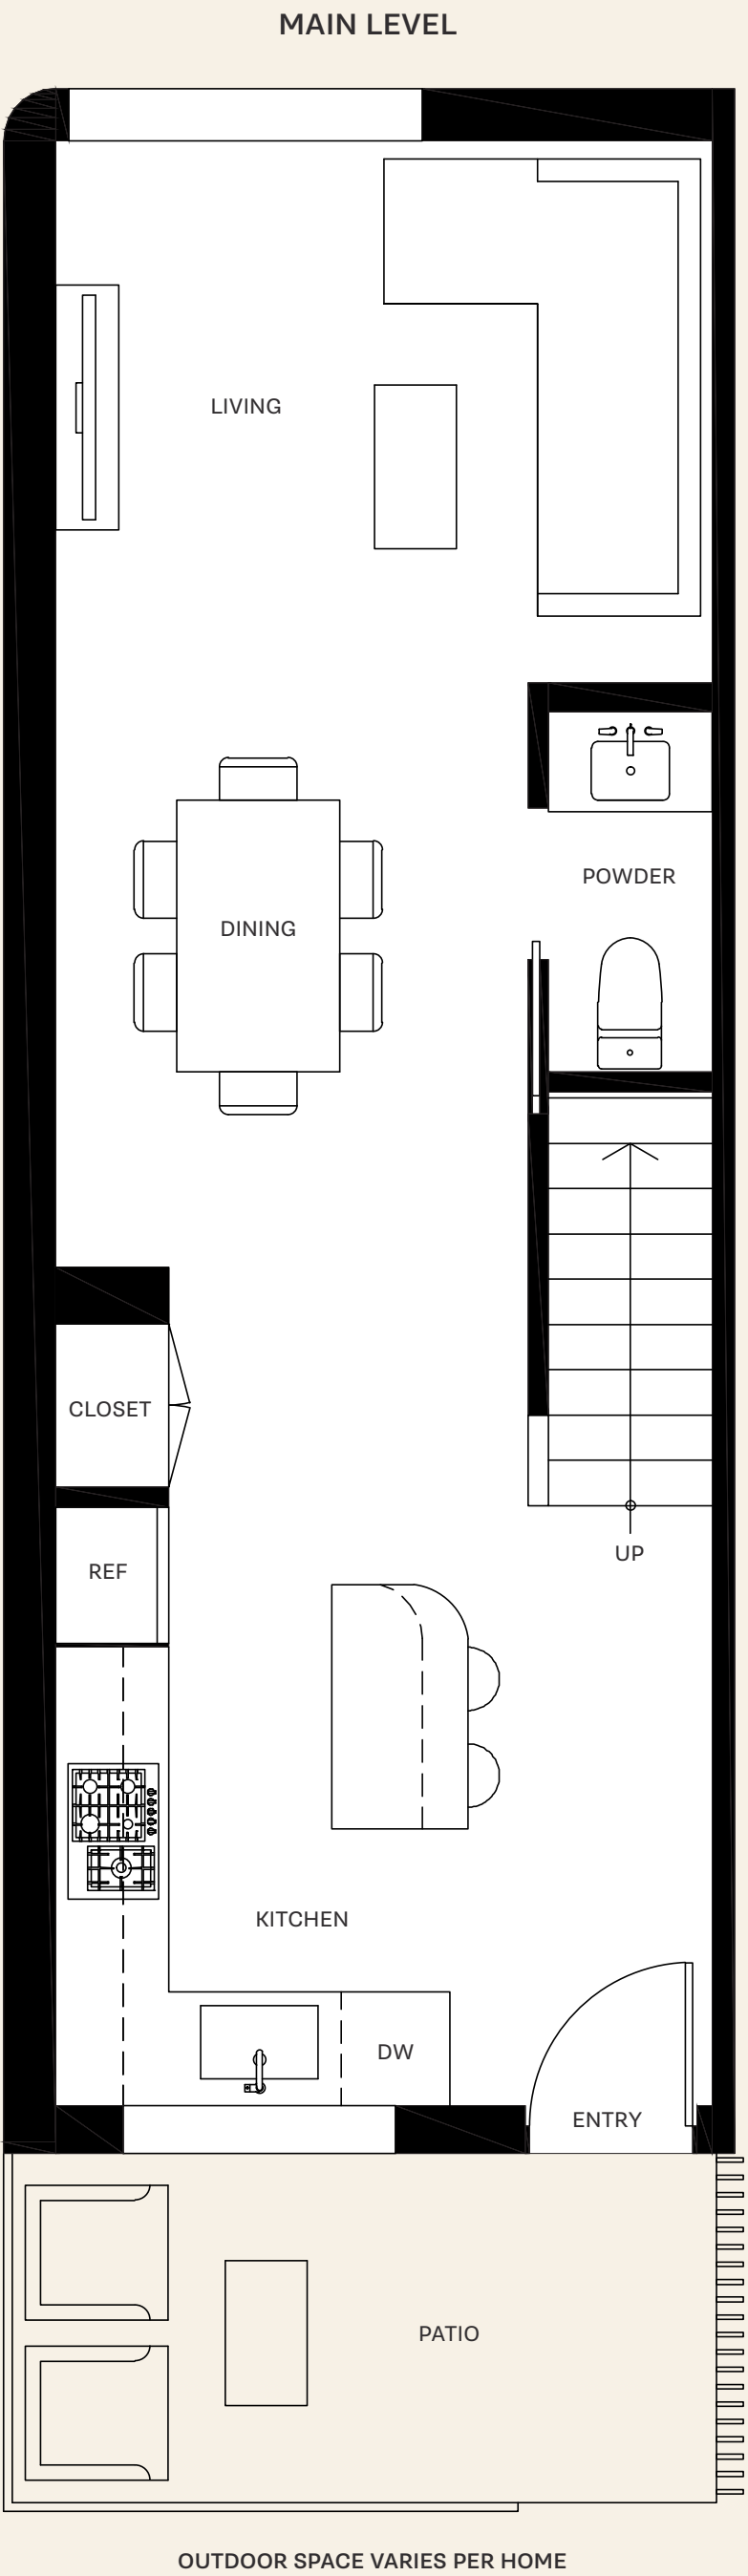 MAIN LEVEL
LIVING
POWDER
DINING
CLOSET
UP
REF
KITCHEN
DW
ENTRY
PATIO
OUTDOOR SPACE VARIES PER HOME